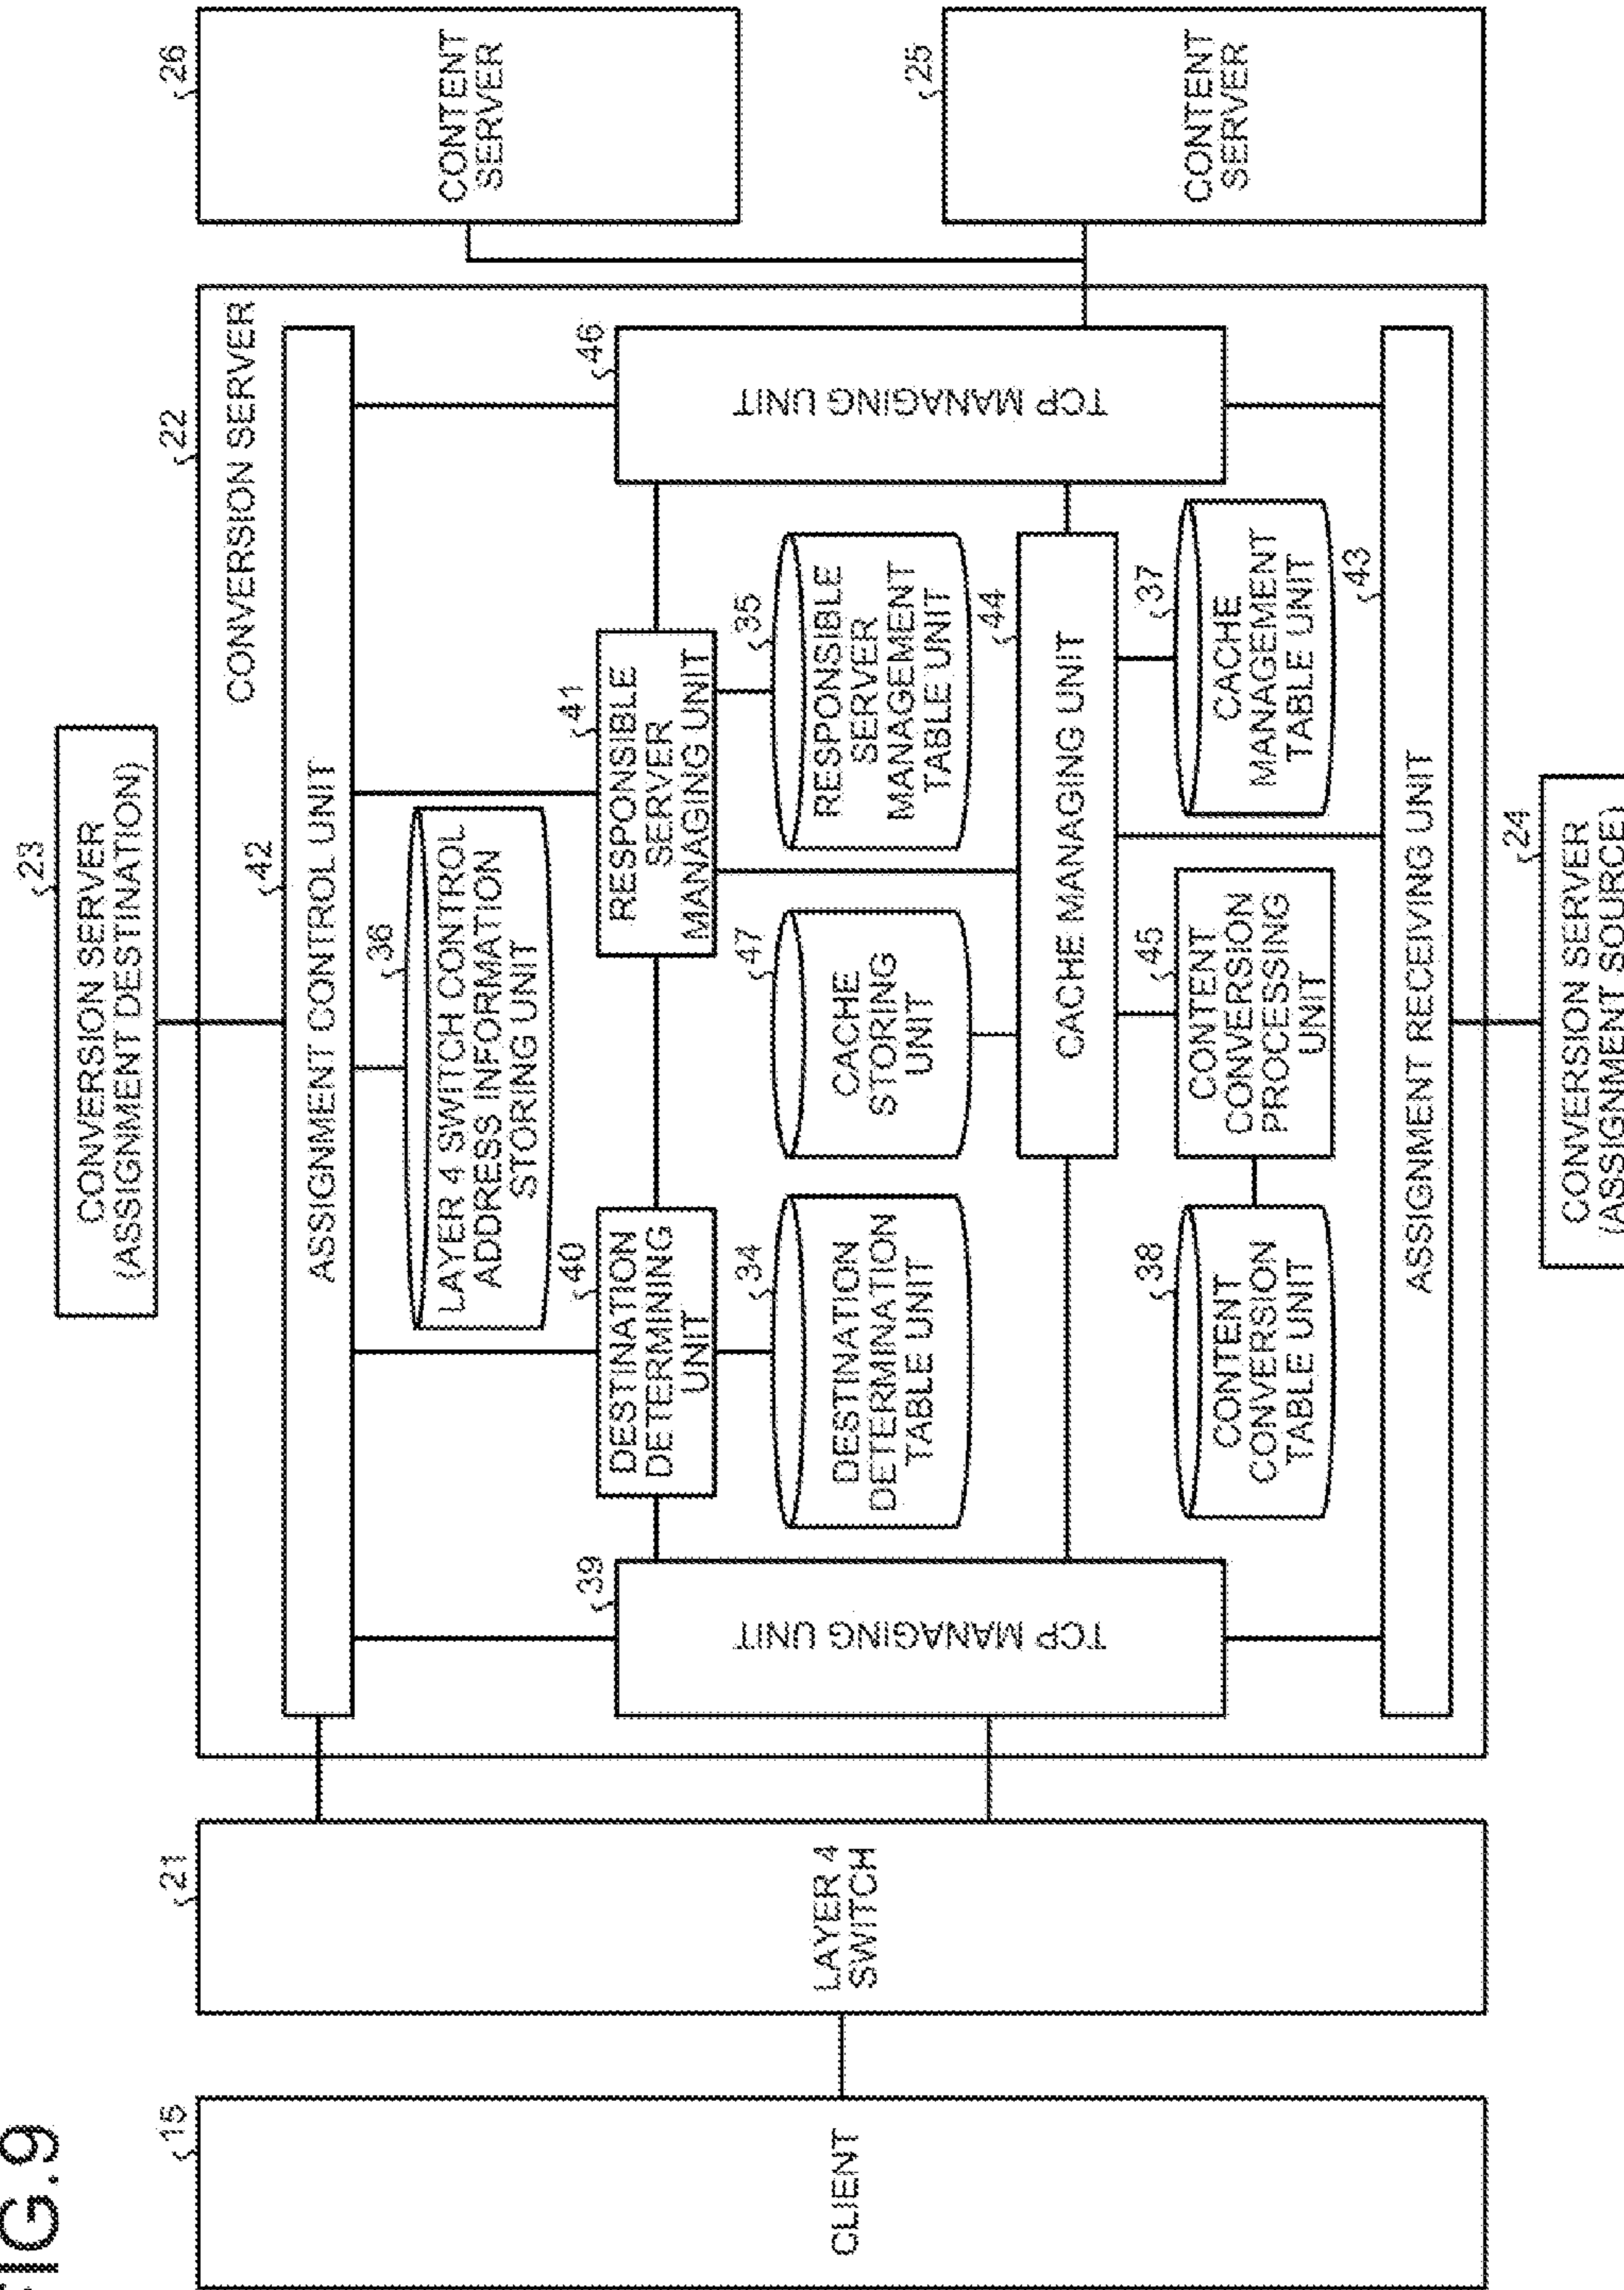 FIG.9
23
CONVERSION SERVER
(ASSIGNMENT DESTINATION)
15
CLIENT
21
LAYER 4
SWITCH
22
CONVERSION SERVER
42
ASSIGNMENT CONTROL UNIT
36
LAYER 4 SWITCH CONTROL
ADDRESS INFORMATION
STORING UNIT
39
TCP MANAGING UNIT
40
DESTINATION
DETERMINING
UNIT
41
RESPONSIBLE
SERVER
MANAGING UNIT
46
TCP MANAGING UNIT
34
DESTINATION
DETERMINATION
TABLE UNIT
47
CACHE
STORING
UNIT
35
RESPONSIBLE
SERVER
MANAGEMENT
TABLE UNIT
44
CACHE MANAGING UNIT
38
CONTENT
CONVERSION
TABLE UNIT
45
CONTENT
CONVERSION
PROCESSING
UNIT
37
CACHE
MANAGEMENT
TABLE UNIT
43
ASSIGNMENT RECEIVING UNIT
24
CONVERSION SERVER
(ASSIGNMENT SOURCE)
26
CONTENT
SERVER
25
CONTENT
SERVER